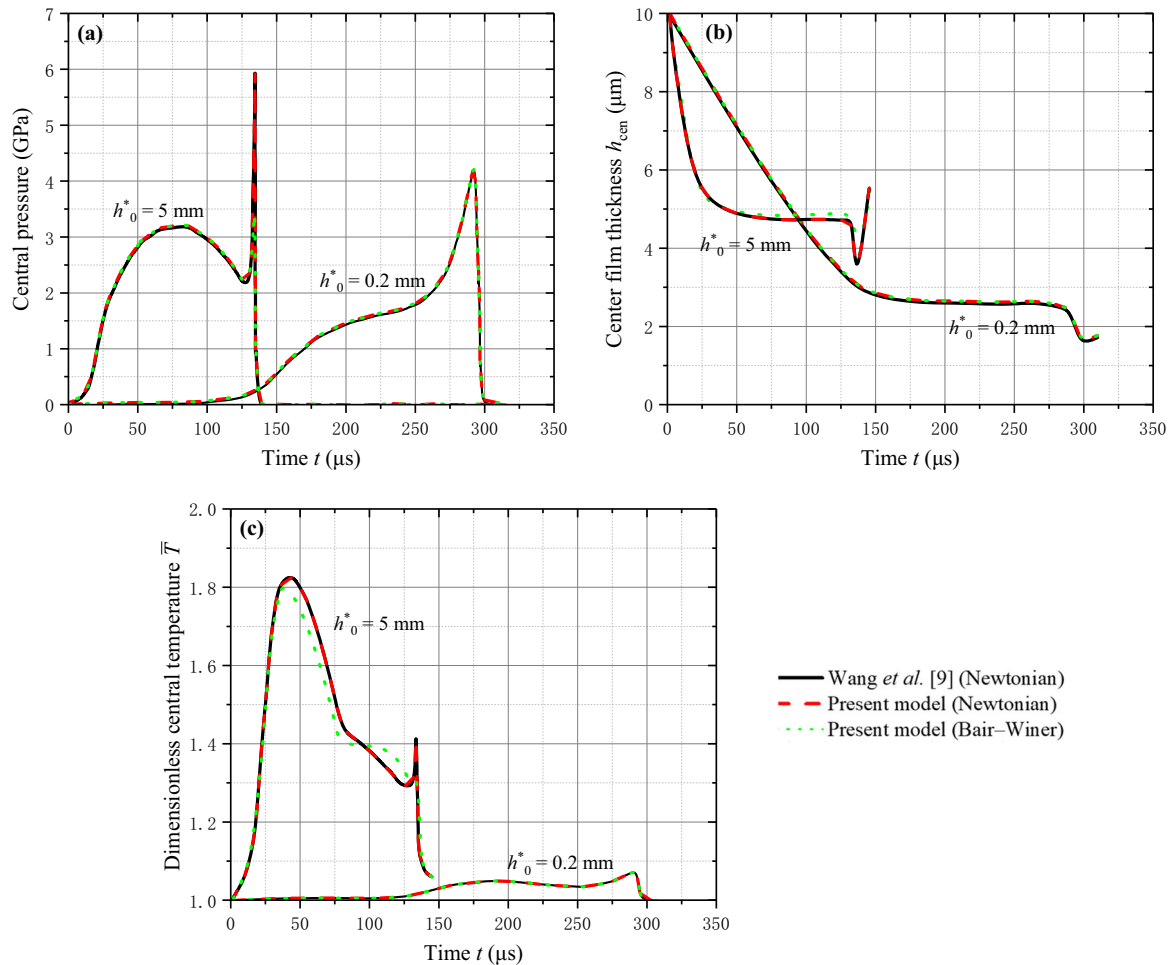 (a)
Central pressure (GPa)
7
6
5
4
3
2
1
0
h*0 = 5 mm
h*0 = 0.2 mm
0 50 100 150 200 250 300 350
Time t (μs)
(b)
Center film thickness hcen (μm)
10
8
6
4
2
0
h*0 = 5 mm
h*0 = 0.2 mm
0 50 100 150 200 250 300 350
Time t (μs)
(c)
Dimensionless central temperature T̅
2.0
1.8
1.6
1.4
1.2
1.0
h*0 = 5 mm
h*0 = 0.2 mm
0 50 100 150 200 250 300 350
Time t (μs)
Wang et al. [9] (Newtonian)
Present model (Newtonian)
Present model (Bair–Winer)